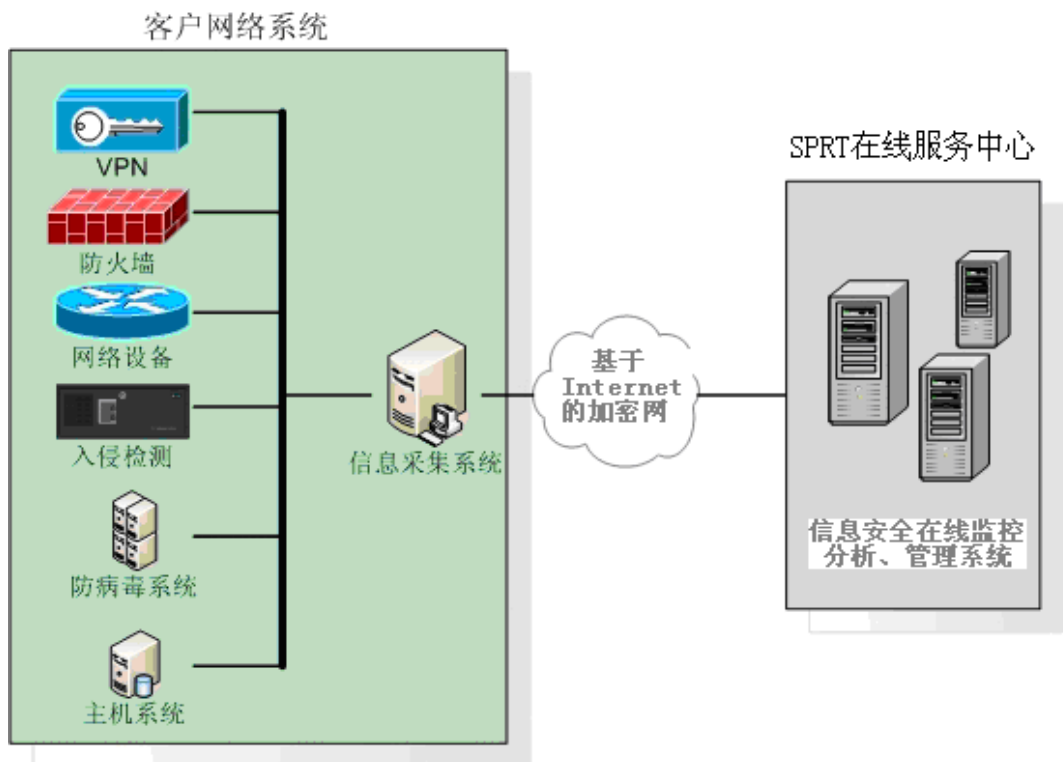 客户网络系统
VPN
防火墙
网络设备
入侵检测
防病毒系统
主机系统
信息采集系统
基于
Internet
的加密网
SPRT在线服务中心
信息安全在线监控
分析、管理系统